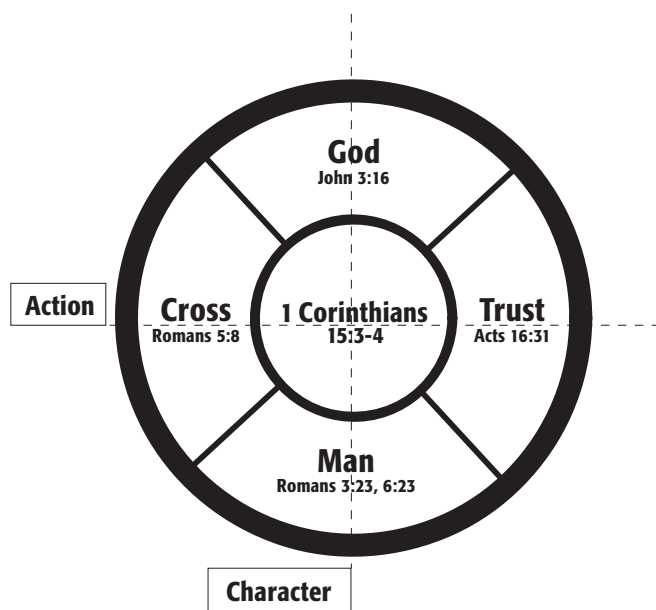 God
John 3:16
Action
Cross
Romans 5:8
1 Corinthians
15:3-4
Trust
Acts 16:31
Man
Romans 3:23, 6:23
Character